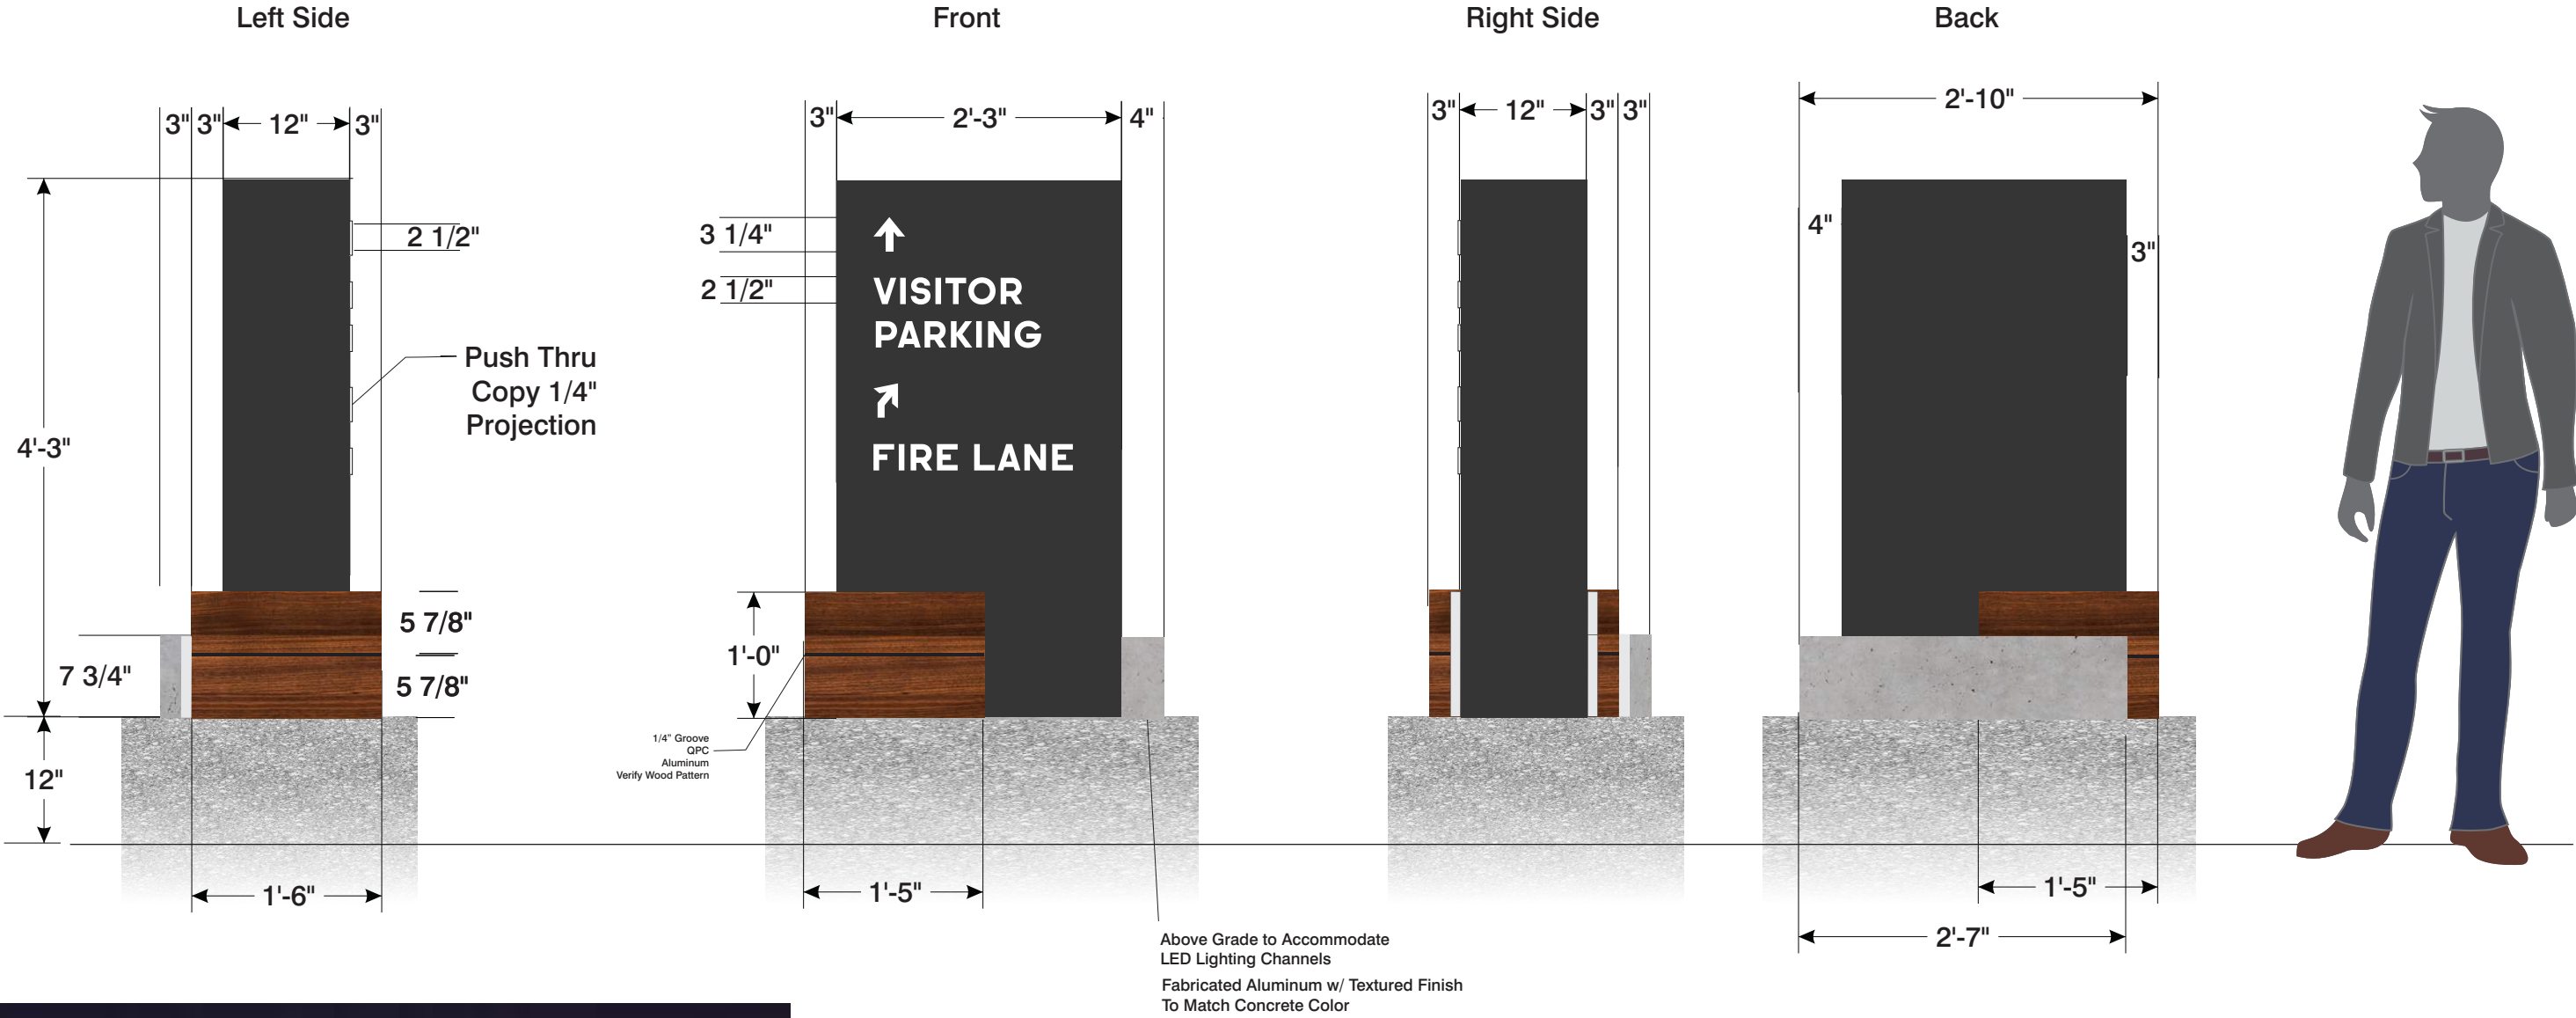 Left Side
Front
Right Side
Back
3" 3" 12" 3"
4'-3"
2 1/2"
Push Thru
Copy 1/4"
Projection
5 7/8"
5 7/8"
7 3/4"
12"
1'-6"
3" 2'-3" 4"
3 1/4"
2 1/2"
VISITOR
PARKING
FIRE LANE
1'-0"
1/4" Groove
QPC
Aluminum
Verify Wood Pattern
1'-5"
Above Grade to Accommodate
LED Lighting Channels
Fabricated Aluminum w/ Textured Finish
To Match Concrete Color
3" 12" 3" 3"
2'-10"
4"
3"
1'-5"
2'-7"